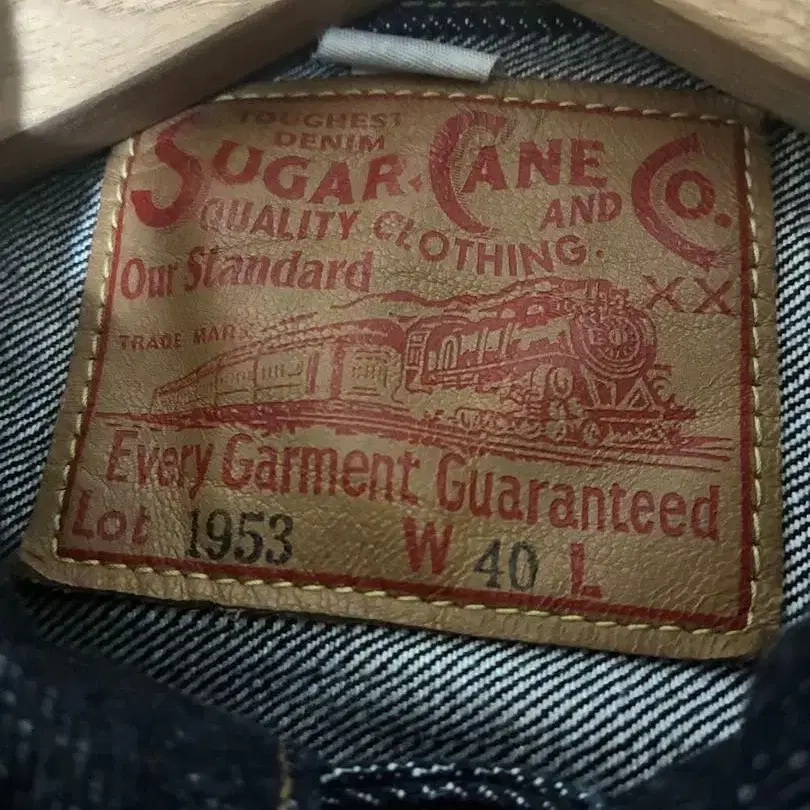 TOUGHEST
DENIM
SUGAR CANE CO.
QUALITY CLOTHING. AND
Our Standard
XX
TRADE MARK
Every Garment Guaranteed
Lot 1953 W 40 L